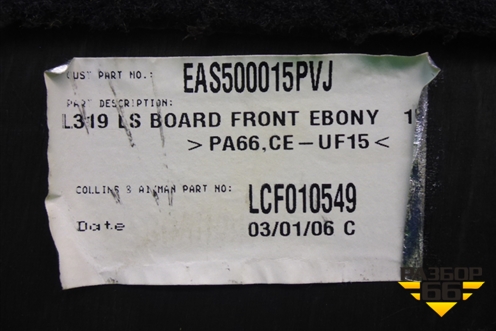 CUST PART NO.: EAS500015PVJ
PART DESCRIPTION:
L319 LS BOARD FRONT EBONY
>PA66,CE-UF15<
COLLINS & AIKMAN PART NO: LCF010549
Date 03/01/06 C
РАЗБОР
66